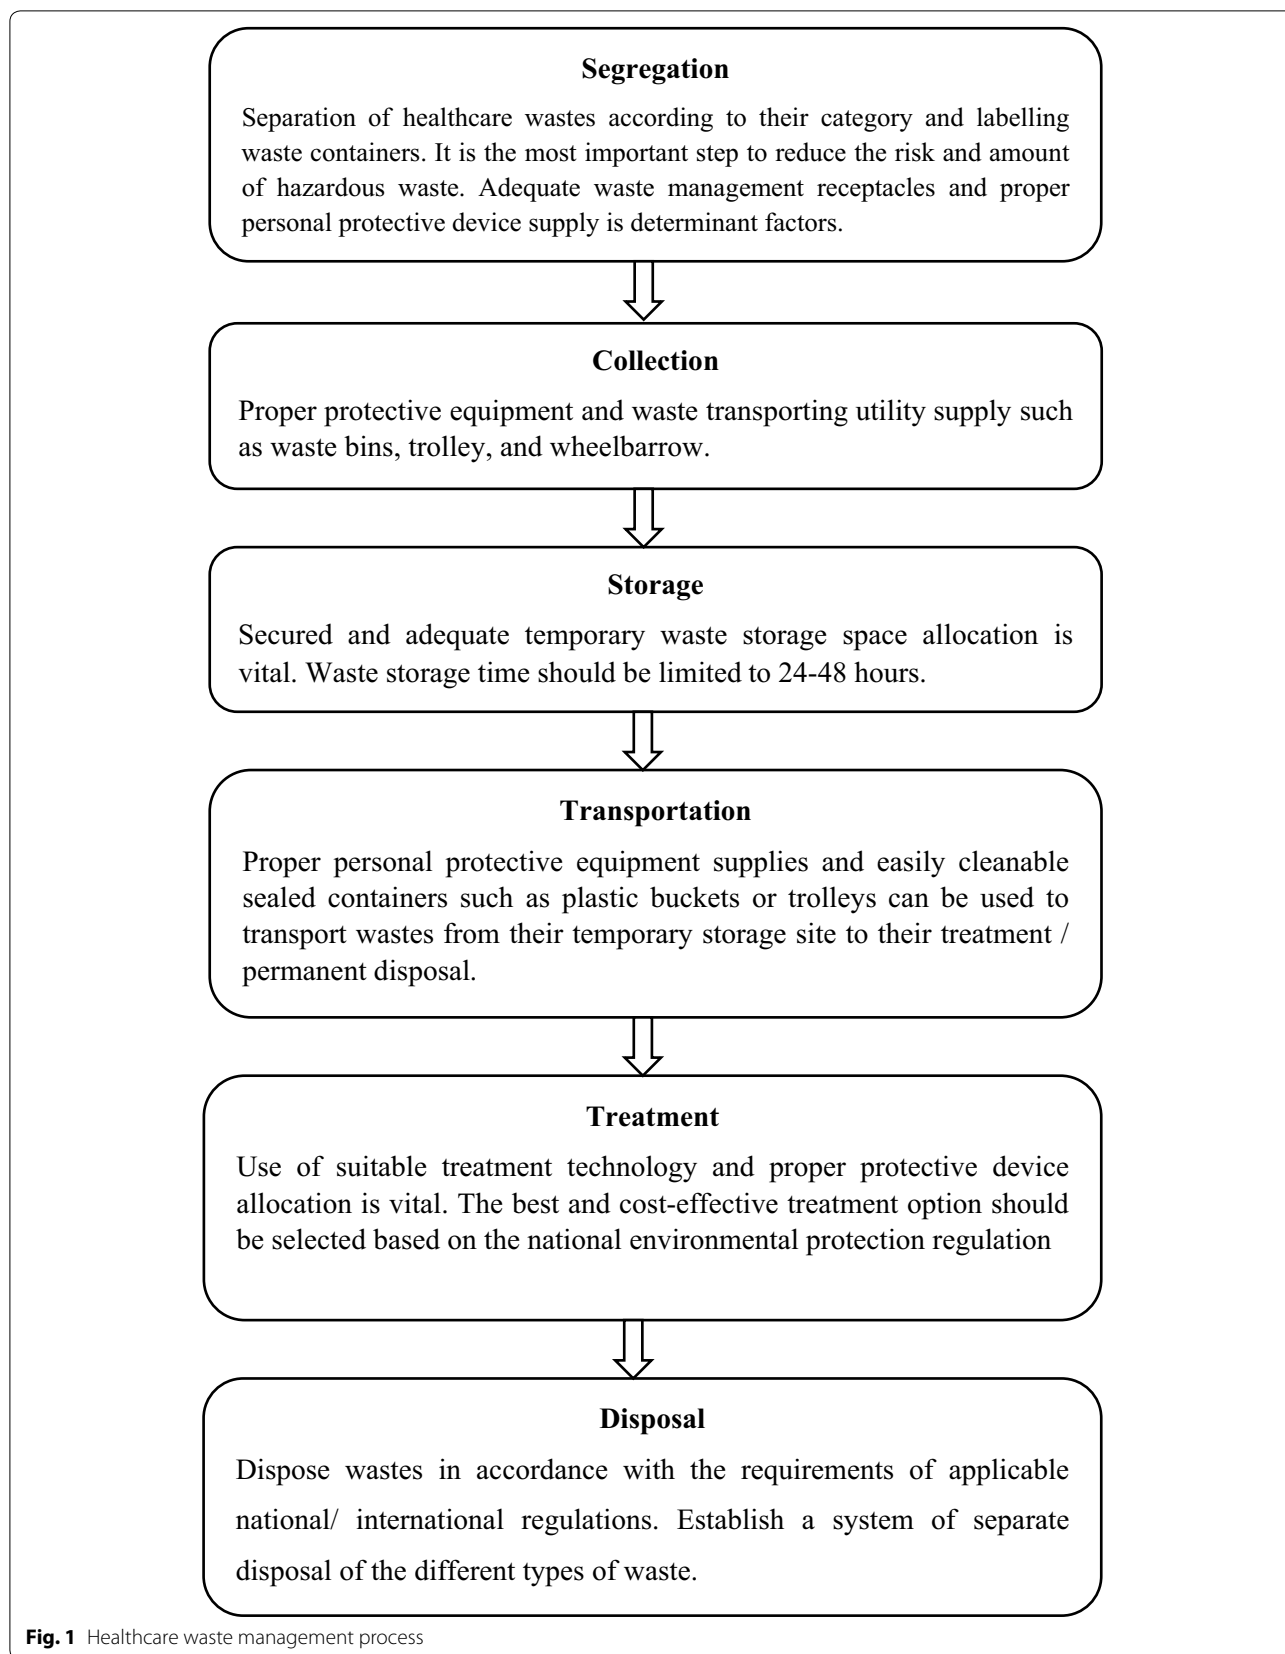 Segregation
Separation of healthcare wastes according to their category and labelling
waste containers. It is the most important step to reduce the risk and amount
of hazardous waste. Adequate waste management receptacles and proper
personal protective device supply is determinant factors.
Collection
Proper protective equipment and waste transporting utility supply such
as waste bins, trolley, and wheelbarrow.
Storage
Secured and adequate temporary waste storage space allocation is
vital. Waste storage time should be limited to 24-48 hours.
Transportation
Proper personal protective equipment supplies and easily cleanable
sealed containers such as plastic buckets or trolleys can be used to
transport wastes from their temporary storage site to their treatment /
permanent disposal.
Treatment
Use of suitable treatment technology and proper protective device
allocation is vital. The best and cost-effective treatment option should
be selected based on the national environmental protection regulation
Disposal
Dispose wastes in accordance with the requirements of applicable
national/ international regulations. Establish a system of separate
disposal of the different types of waste.
Fig. 1 Healthcare waste management process